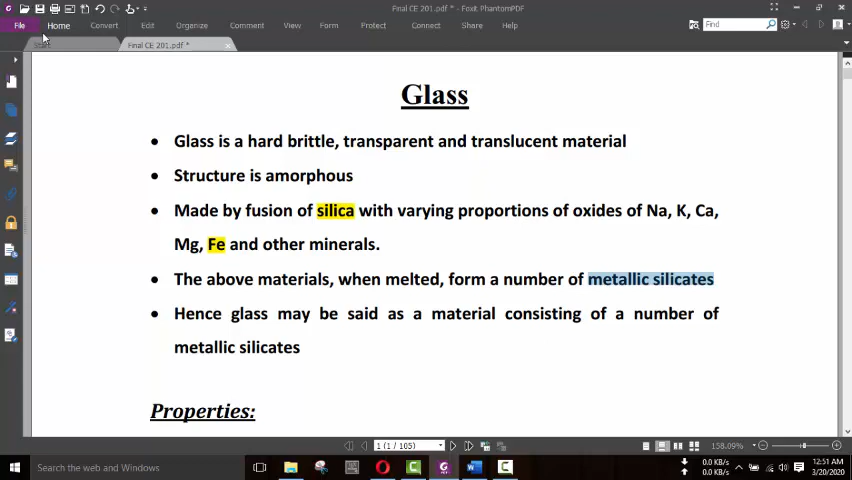 Final CE 201.pdf * - Foxit PhantomPDF
File Home Convert Edit Organize Comment View Form Protect Connect Share Help
Find
Start
Final CE 201.pdf *
Glass
• Glass is a hard brittle, transparent and translucent material
• Structure is amorphous
• Made by fusion of silica with varying proportions of oxides of Na, K, Ca,
Mg, Fe and other minerals.
• The above materials, when melted, form a number of metallic silicates
• Hence glass may be said as a material consisting of a number of
metallic silicates
Properties:
1 (1 / 105)
158.09%
Search the web and Windows
0.0 KB/s
0.0 KB/s
12:51 AM
3/20/2020